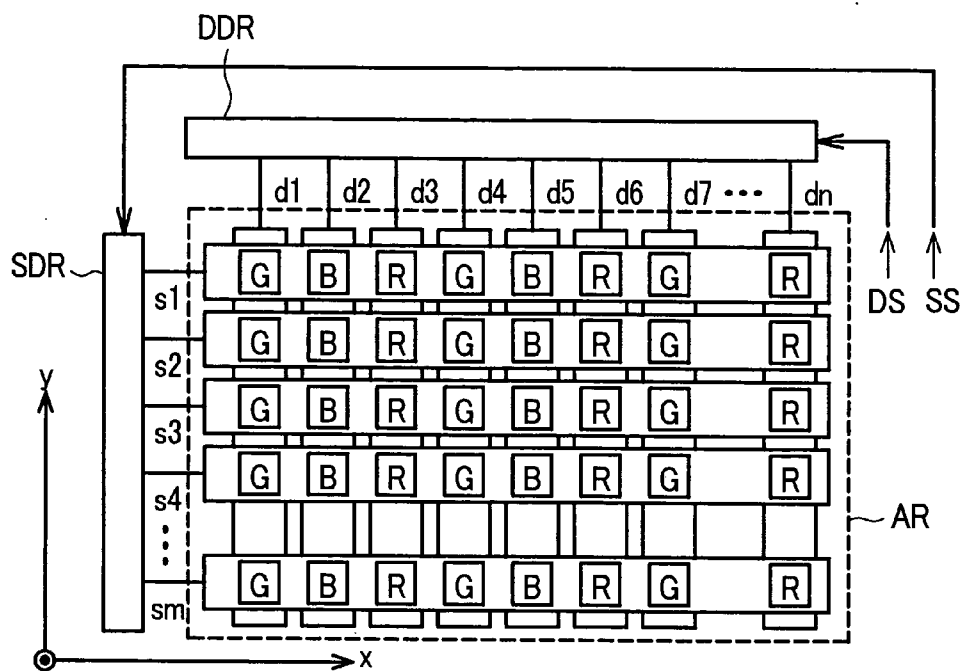 DDR
d1 d2 d3 d4 d5 d6 d7 ••• dn
SDR
DS SS
G B R G B R G R
s1
G B R G B R G R
s2
y
G B R G B R G R
s3
G B R G B R G R
s4
AR
G B R G B R G R
sm
x